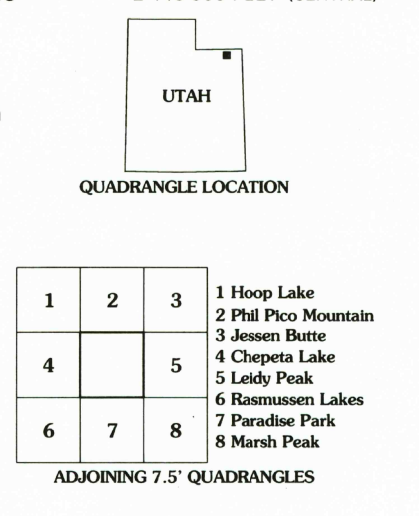 UTAH
QUADRANGLE LOCATION
1 2 3
4 5
6 7 8
1 Hoop Lake
2 Phil Pico Mountain
3 Jessen Butte
4 Chepeta Lake
5 Leidy Peak
6 Rasmussen Lakes
7 Paradise Park
8 Marsh Peak
ADJOINING 7.5' QUADRANGLES